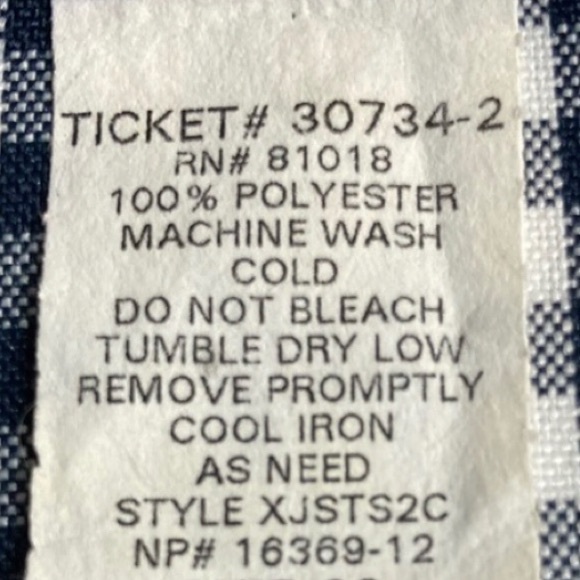 TICKET# 30734-2
RN# 81018
100% POLYESTER
MACHINE WASH
COLD
DO NOT BLEACH
TUMBLE DRY LOW
REMOVE PROMPTLY
COOL IRON
AS NEED
STYLE XJSTS2C
NP# 16369-12